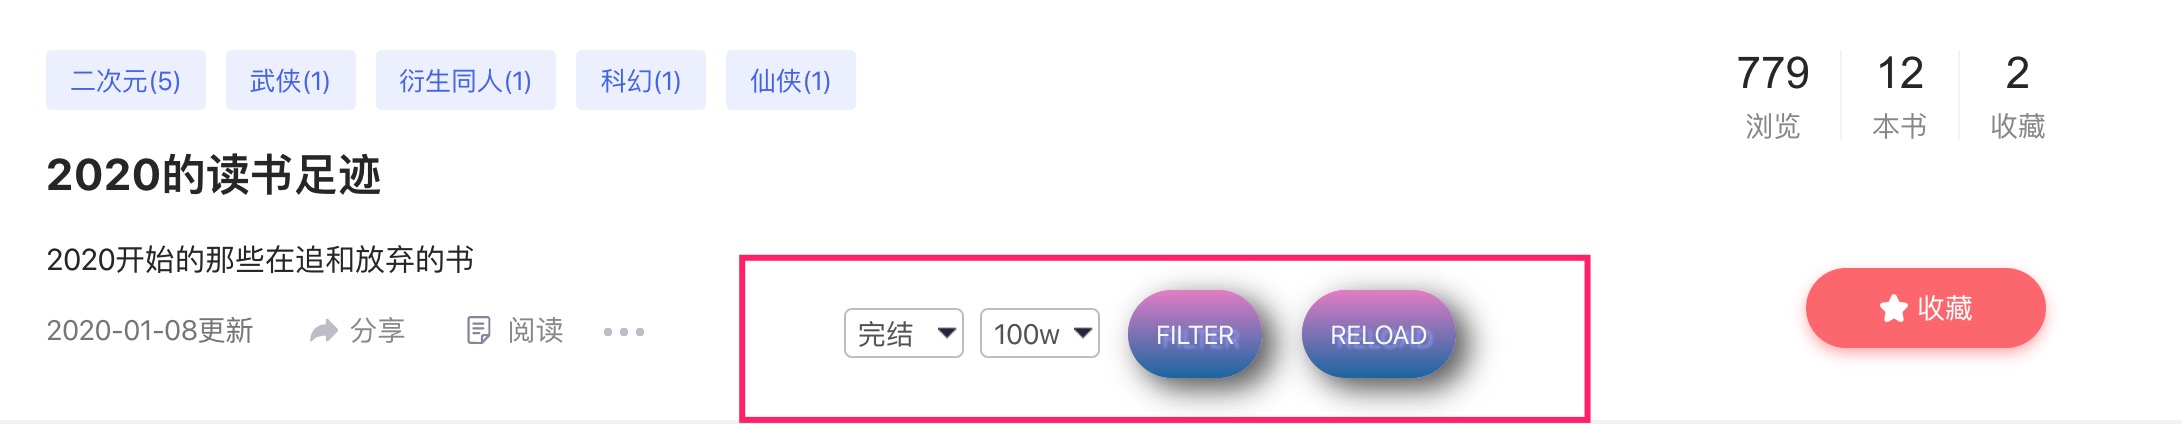 二次元(5) 武侠(1) 衍生同人(1) 科幻(1) 仙侠(1)
779 12 2
浏览 本书 收藏
2020的读书足迹
2020开始的那些在追和放弃的书
2020-01-08更新 分享 阅读
完结 100w FILTER RELOAD
收藏